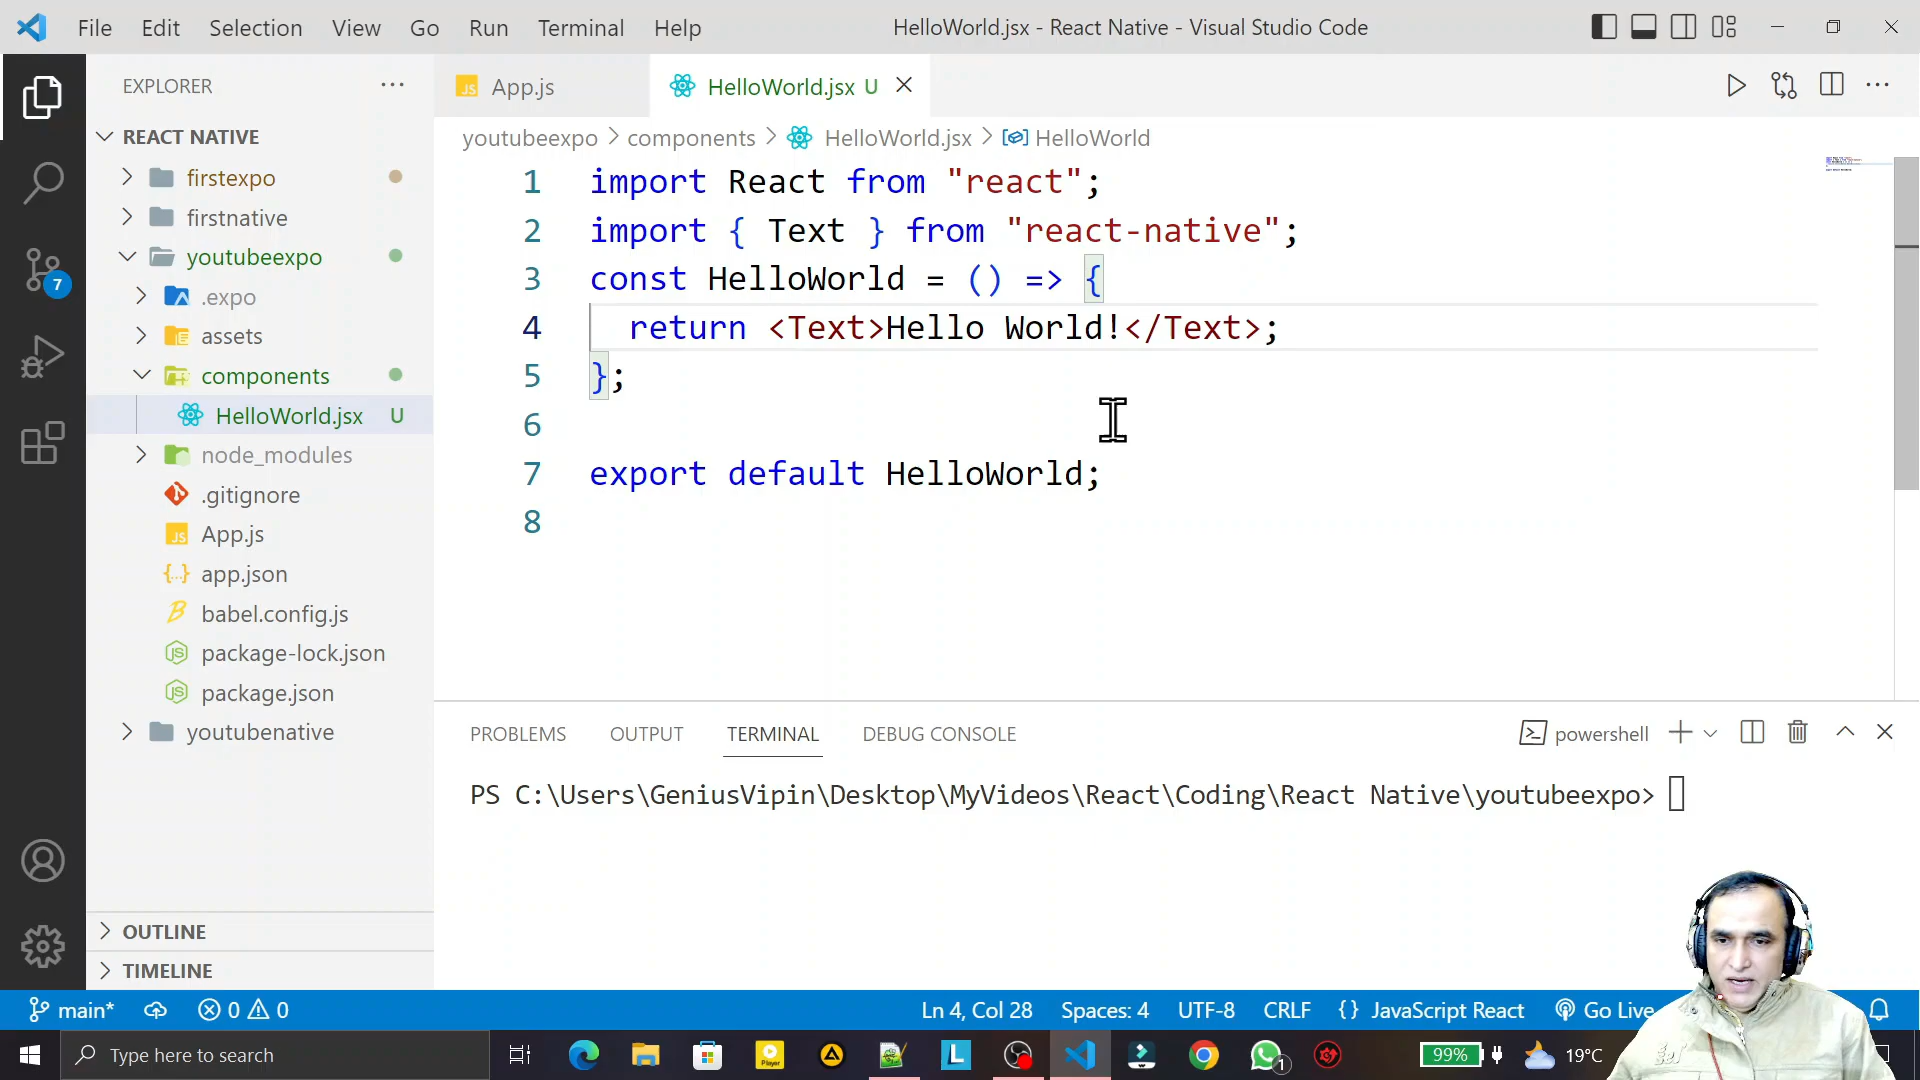 File Edit Selection View Go Run Terminal Help HelloWorld.jsx - React Native - Visual Studio Code
EXPLORER
REACT NATIVE
firstexpo
firstnative
youtubeexpo
.expo
assets
components
HelloWorld.jsx U
node_modules
.gitignore
App.js
app.json
babel.config.js
package-lock.json
package.json
youtubenative
OUTLINE
TIMELINE
7
App.js HelloWorld.jsx U
youtubeexpo > components > HelloWorld.jsx > HelloWorld
1 import React from "react";
2 import { Text } from "react-native";
3 const HelloWorld = () => {
4 return <Text>Hello World!</Text>;
5 };
6
7 export default HelloWorld;
8
PROBLEMS OUTPUT TERMINAL DEBUG CONSOLE powershell
PS C:\Users\GeniusVipin\Desktop\MyVideos\React\Coding\React Native\youtubeexpo>
main* 0 0 Ln 4, Col 28 Spaces: 4 UTF-8 CRLF {} JavaScript React Go Live
Type here to search Player L 1 99% 19°C